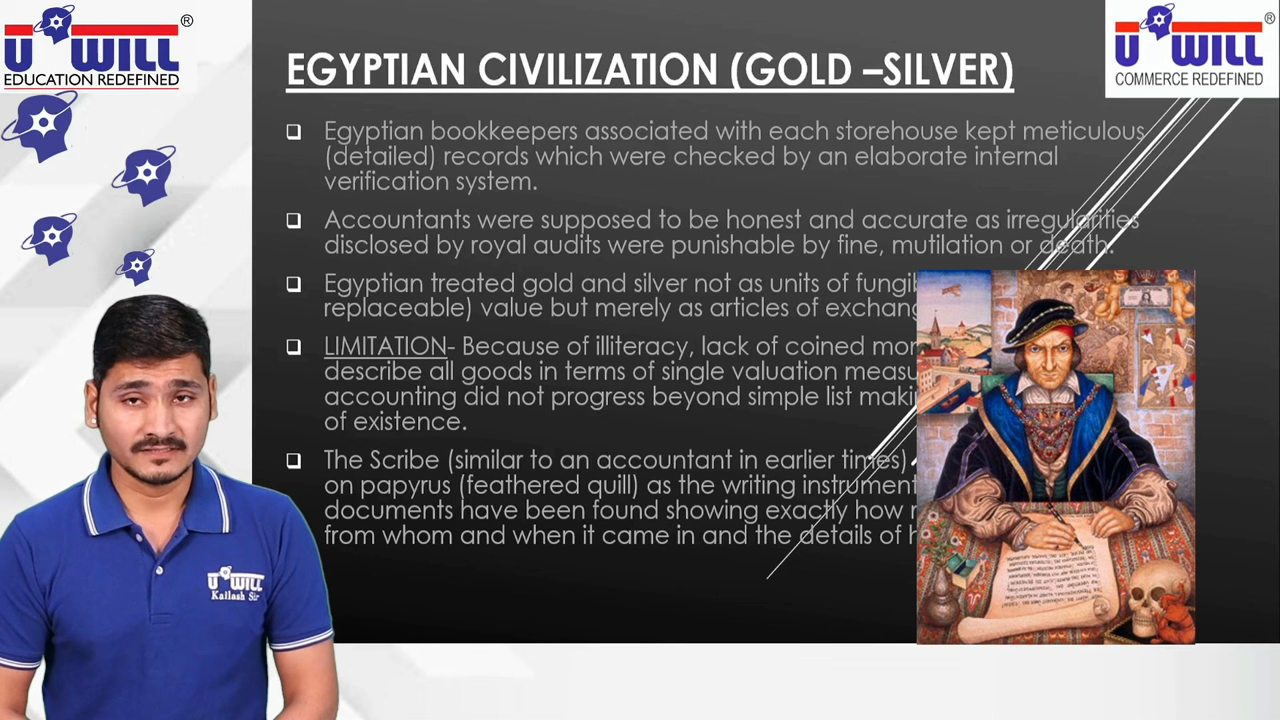 U WILL ®
EDUCATION REDEFINED
U WILL ®
COMMERCE REDEFINED
EGYPTIAN CIVILIZATION (GOLD –SILVER)
Egyptian bookkeepers associated with each storehouse kept meticulous
(detailed) records which were checked by an elaborate internal
verification system.
Accountants were supposed to be honest and accurate as irregularities
disclosed by royal audits were punishable by fine, mutilation or death.
Egyptian treated gold and silver not as units of
replaceable) value but merely as articles of
LIMITATION- Because of illiteracy, lack of coined
describe all goods in terms of single valuation
accounting did not progress beyond simple list
of existence.
The Scribe (similar to an accountant in earlier times)
on papyrus (feathered quill) as the writing instrument
documents have been found showing exactly how
from whom and when it came in and the details of
U WILL
Kailash Sir